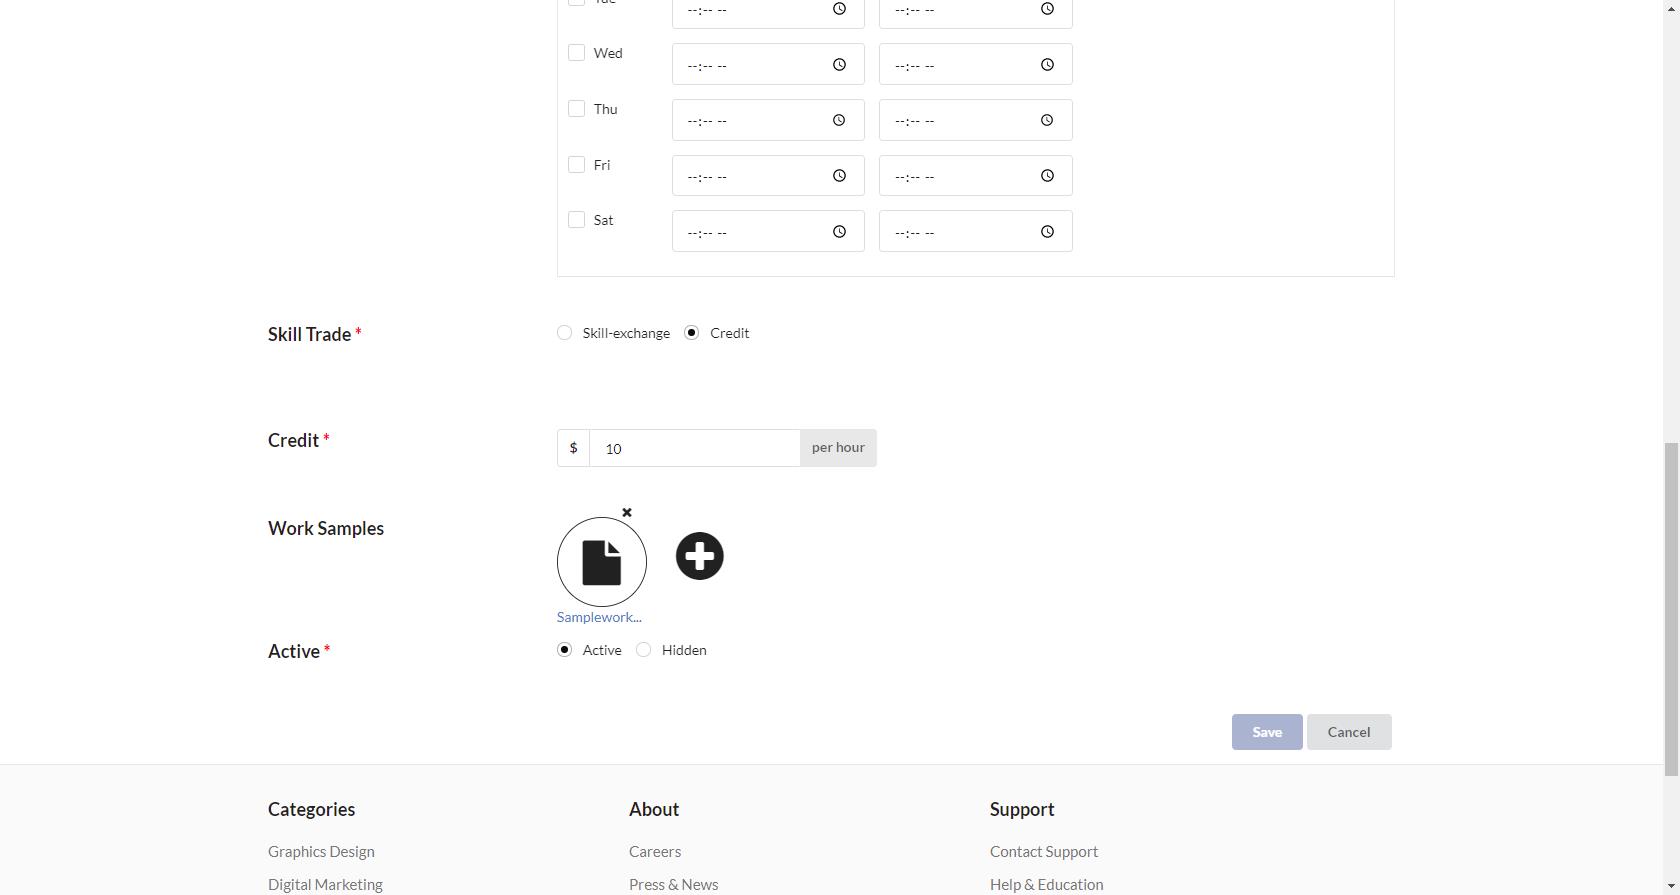 Tue --:-- -- --:-- --
Wed --:-- -- --:-- --
Thu --:-- -- --:-- --
Fri --:-- -- --:-- --
Sat --:-- -- --:-- --
Skill Trade * Skill-exchange Credit
Credit * $ 10 per hour
Work Samples
Samplework...
Active * Active Hidden
Save Cancel
Categories About Support
Graphics Design Careers Contact Support
Digital Marketing Press & News Help & Education